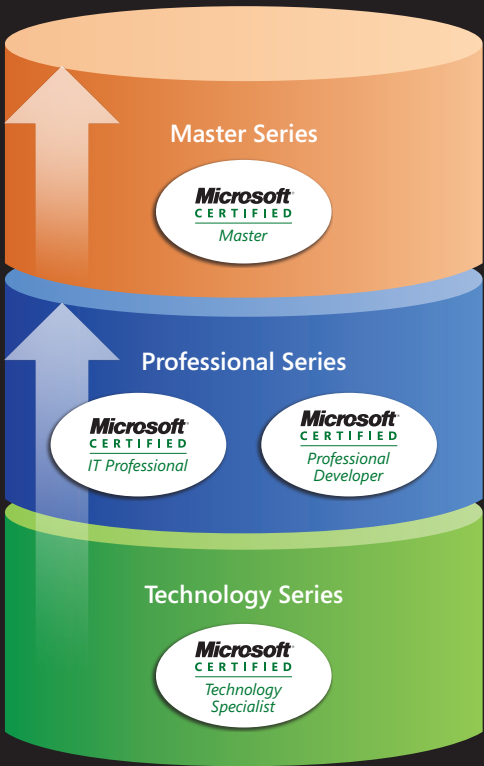 Master Series
Microsoft
CERTIFIED
Master
Professional Series
Microsoft
CERTIFIED
IT Professional
Microsoft
CERTIFIED
Professional
Developer
Technology Series
Microsoft
CERTIFIED
Technology
Specialist